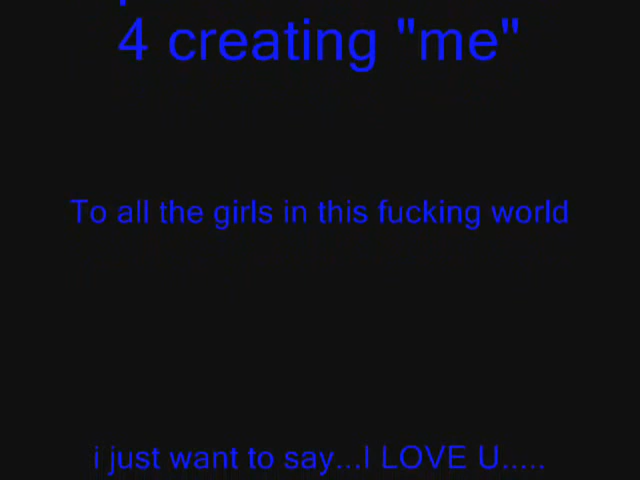 4 creating "me"
To all the girls in this fucking world
i just want to say...I LOVE U.....